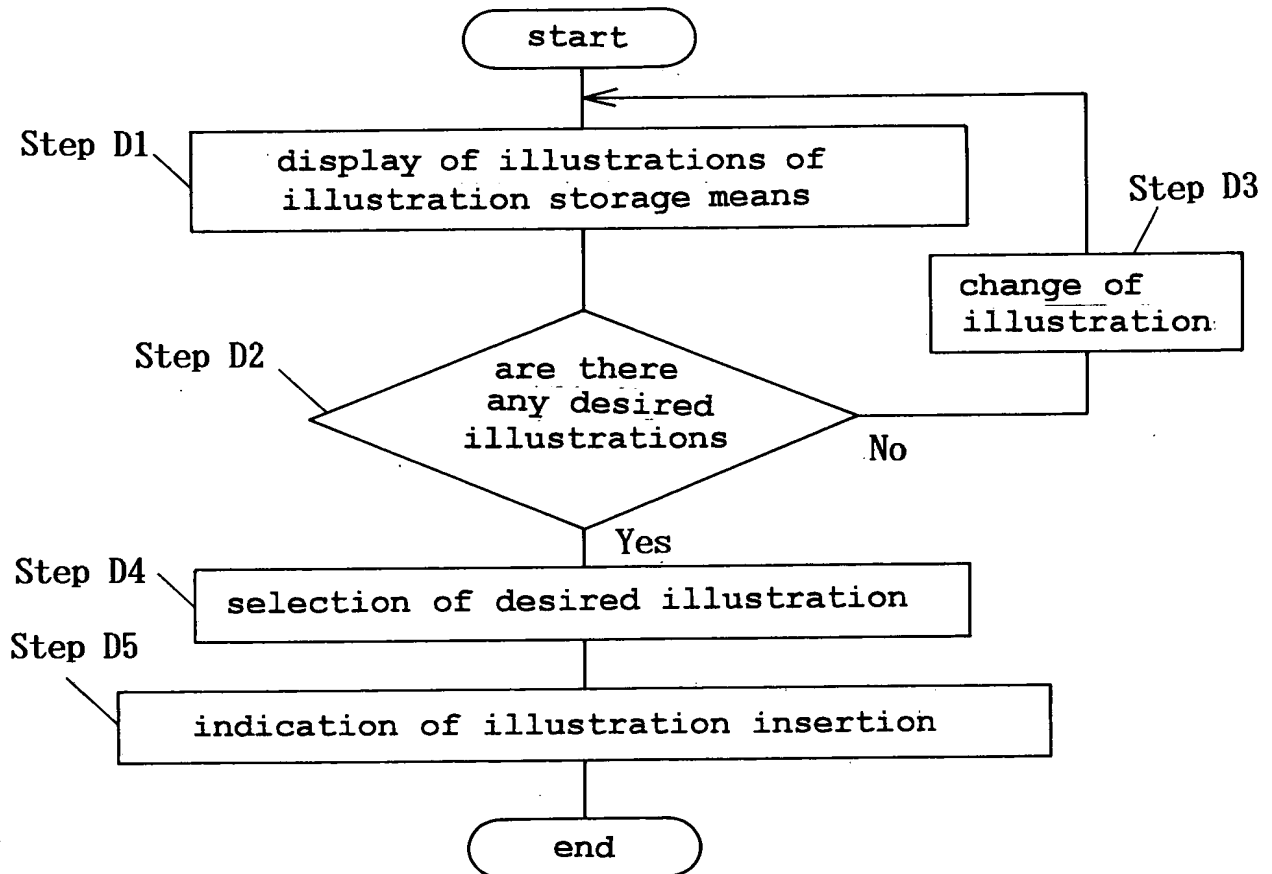 start
Step D1
display of illustrations of
illustration storage means
Step D3
change of
illustration
Step D2
are there
any desired
illustrations
No
Yes
Step D4
selection of desired illustration
Step D5
indication of illustration insertion
end